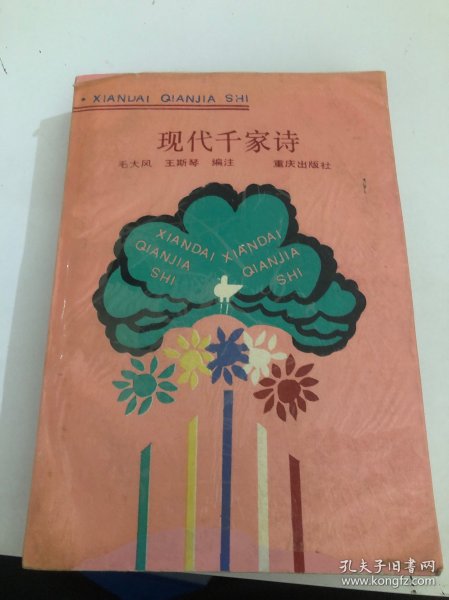 · XIANDAI QIANJIA SHI
现代千家诗
毛大风 王斯琴 编注 重庆出版社
XIANDAI
QIANJIA
SHI
XIANDAI
QIANJIA
SHI
孔夫子旧书网
www.kongfz.com